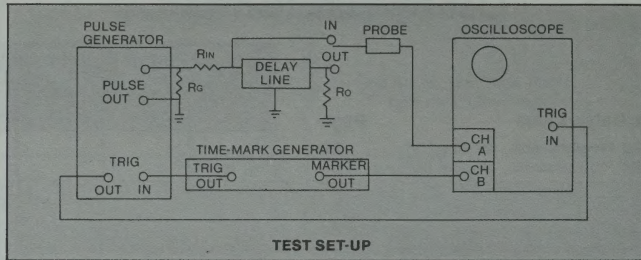 PULSE
GENERATOR
IN
PROBE
OSCILLOSCOPE
RIN
OUT
DELAY
LINE
PULSE
OUT
RG
RO
TRIG
IN
TIME-MARK GENERATOR
CH
A
TRIG
OUT IN
TRIG
OUT
MARKER
OUT
CH
B
TEST SET-UP